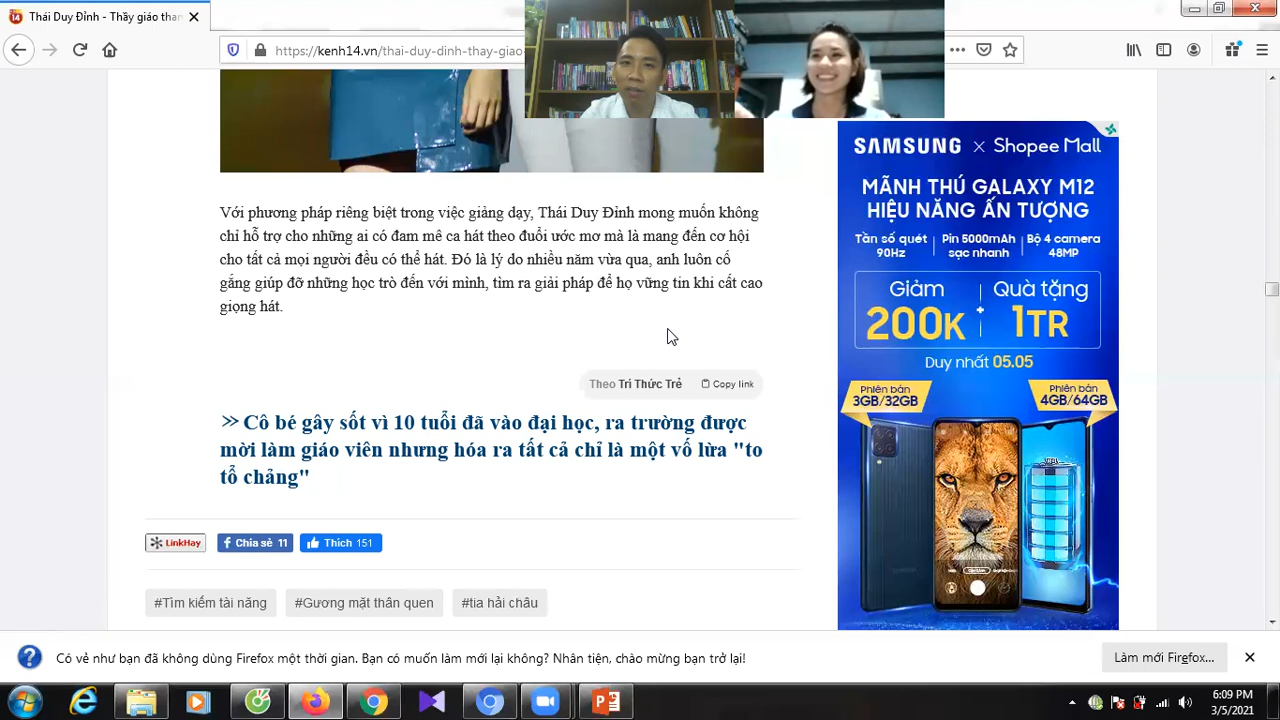 Thái Duy Đình - Thầy giáo than
https://kenh14.vn/thai-duy-dinh-thay-giao
Với phương pháp riêng biệt trong việc giảng dạy, Thái Duy Đình mong muốn không
chỉ hỗ trợ cho những ai có đam mê ca hát theo đuổi ước mơ mà là mang đến cơ hội
cho tất cả mọi người đều có thể hát. Đó là lý do nhiều năm vừa qua, anh luôn cố
gắng giúp đỡ những học trò đến với mình, tìm ra giải pháp để họ vững tin khi cất cao
giọng hát.
Theo Trí Thức Trẻ
Copy link
>> Cô bé gây sốt vì 10 tuổi đã vào đại học, ra trường được
mời làm giáo viên nhưng hóa ra tất cả chỉ là một vố lừa "to
tổ chảng"
LinkHay
Chia sẻ 11
Thích 151
#Tìm kiếm tài năng
#Gương mặt thân quen
#tia hải châu
SAMSUNG x Shopee Mall
MÃNH THÚ GALAXY M12
HIỆU NĂNG ẤN TƯỢNG
Tần số quét
90Hz
Pin 5000mAh
sạc nhanh
Bộ 4 camera
48MP
Giảm
200K
+
Quà tặng
1TR
Duy nhất 05.05
Phiên bản
3GB/32GB
Phiên bản
4GB/64GB
Có vẻ như bạn đã không dùng Firefox một thời gian. Bạn có muốn làm mới lại không? Nhân tiện, chào mừng bạn trở lại!
Làm mới Firefox...
6:09 PM
3/5/2021